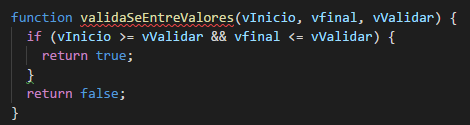 function validaSeEntreValores(vInicio, vfinal, vValidar) {
  if (vInicio >= vValidar && vfinal <= vValidar) {
    return true;
  }
  return false;
}